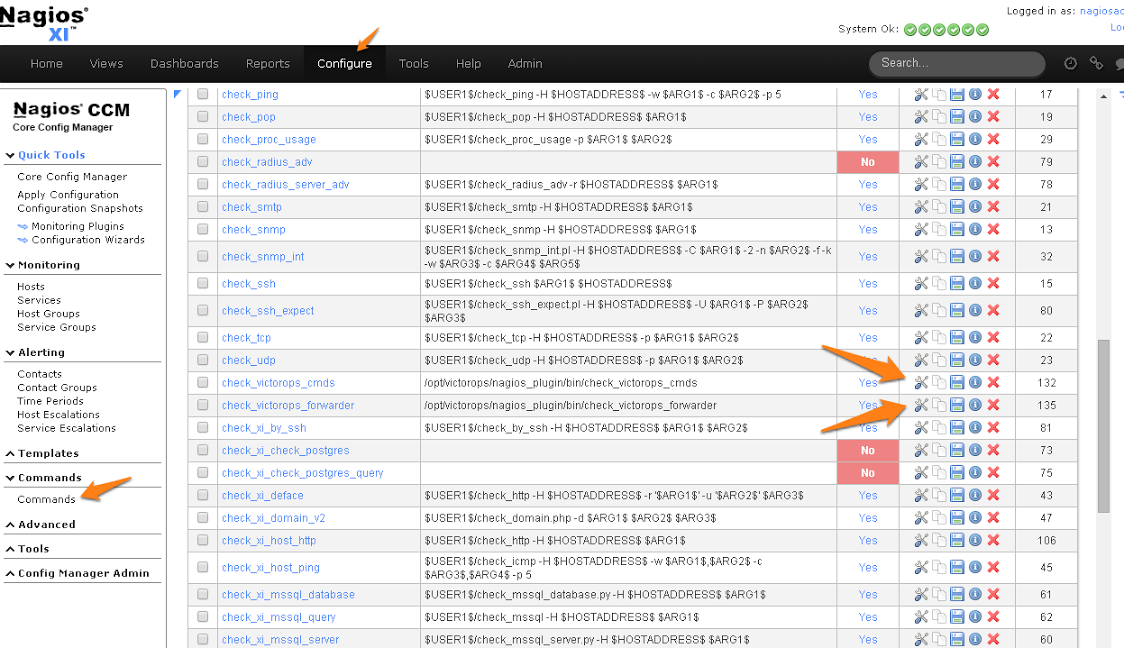 Nagios®
XI™
Logged in as: nagiosac
System Ok:
Home Views Dashboards Reports Configure Tools Help Admin Search...
Nagios® CCM
Core Config Manager
Quick Tools
Core Config Manager
Apply Configuration
Configuration Snapshots
Monitoring Plugins
Configuration Wizards
Monitoring
Hosts
Services
Host Groups
Service Groups
Alerting
Contacts
Contact Groups
Time Periods
Host Escalations
Service Escalations
Templates
Commands
Commands
Advanced
Tools
Config Manager Admin
check_ping $USER1$/check_ping -H $HOSTADDRESS$ -w $ARG1$ -c $ARG2$ -p 5 Yes 17
check_pop $USER1$/check_pop -H $HOSTADDRESS$ $ARG1$ Yes 19
check_proc_usage $USER1$/check_proc_usage -p $ARG1$ $ARG2$ Yes 29
check_radius_adv No 79
check_radius_server_adv $USER1$/check_radius_adv -r $HOSTADDRESS$ $ARG1$ Yes 78
check_smtp $USER1$/check_smtp -H $HOSTADDRESS$ $ARG1$ Yes 21
check_snmp $USER1$/check_snmp -H $HOSTADDRESS$ $ARG1$ Yes 13
check_snmp_int $USER1$/check_snmp_int.pl -H $HOSTADDRESS$ -C $ARG1$ -2 -n $ARG2$ -f -k Yes 32
-w $ARG3$ -c $ARG4$ $ARG5$
check_ssh $USER1$/check_ssh $ARG1$ $HOSTADDRESS$ Yes 15
check_ssh_expect $USER1$/check_ssh_expect.pl -H $HOSTADDRESS$ -U $ARG1$ -P $ARG2$ Yes 80
$ARG3$
check_tcp $USER1$/check_tcp -H $HOSTADDRESS$ -p $ARG1$ $ARG2$ Yes 22
check_udp $USER1$/check_udp -H $HOSTADDRESS$ -p $ARG1$ $ARG2$ Yes 23
check_victorops_cmds /opt/victorops/nagios_plugin/bin/check_victorops_cmds Yes 132
check_victorops_forwarder /opt/victorops/nagios_plugin/bin/check_victorops_forwarder Yes 135
check_xi_by_ssh $USER1$/check_by_ssh -H $HOSTADDRESS$ $ARG1$ $ARG2$ Yes 81
check_xi_check_postgres No 73
check_xi_check_postgres_query No 75
check_xi_deface $USER1$/check_http -H $HOSTADDRESS$ -r '$ARG1$' -u '$ARG2$' $ARG3$ Yes 43
check_xi_domain_v2 $USER1$/check_domain.php -d $ARG1$ $ARG2$ $ARG3$ Yes 47
check_xi_host_http $USER1$/check_http -H $HOSTADDRESS$ $ARG1$ Yes 106
check_xi_host_ping $USER1$/check_icmp -H $HOSTADDRESS$ -w $ARG1$,$ARG2$ -c Yes 45
$ARG3$,$ARG4$ -p 5
check_xi_mssql_database $USER1$/check_mssql_database.py -H $HOSTADDRESS$ $ARG1$ Yes 61
check_xi_mssql_query $USER1$/check_mssql -H $HOSTADDRESS$ $ARG1$ Yes 62
check_xi_mssql_server $USER1$/check_mssql_server.py -H $HOSTADDRESS$ $ARG1$ Yes 60